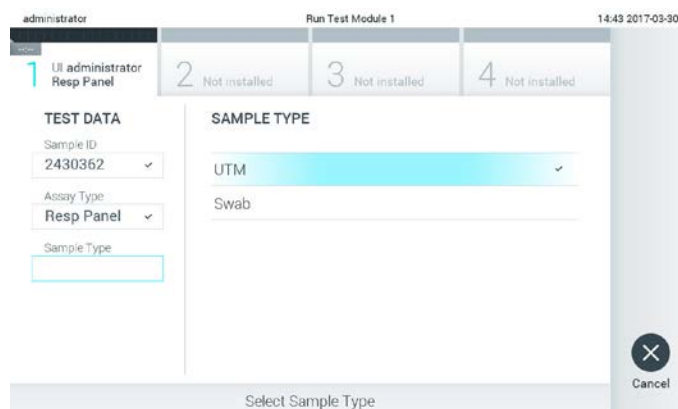 administrator Run Test Module 1 14:43 2017-03-30
1 UI administrator Resp Panel
2 Not installed
3 Not installed
4 Not installed
TEST DATA
Sample ID
2430362
Assay Type
Resp Panel
Sample Type
SAMPLE TYPE
UTM
Swab
Cancel
Select Sample Type